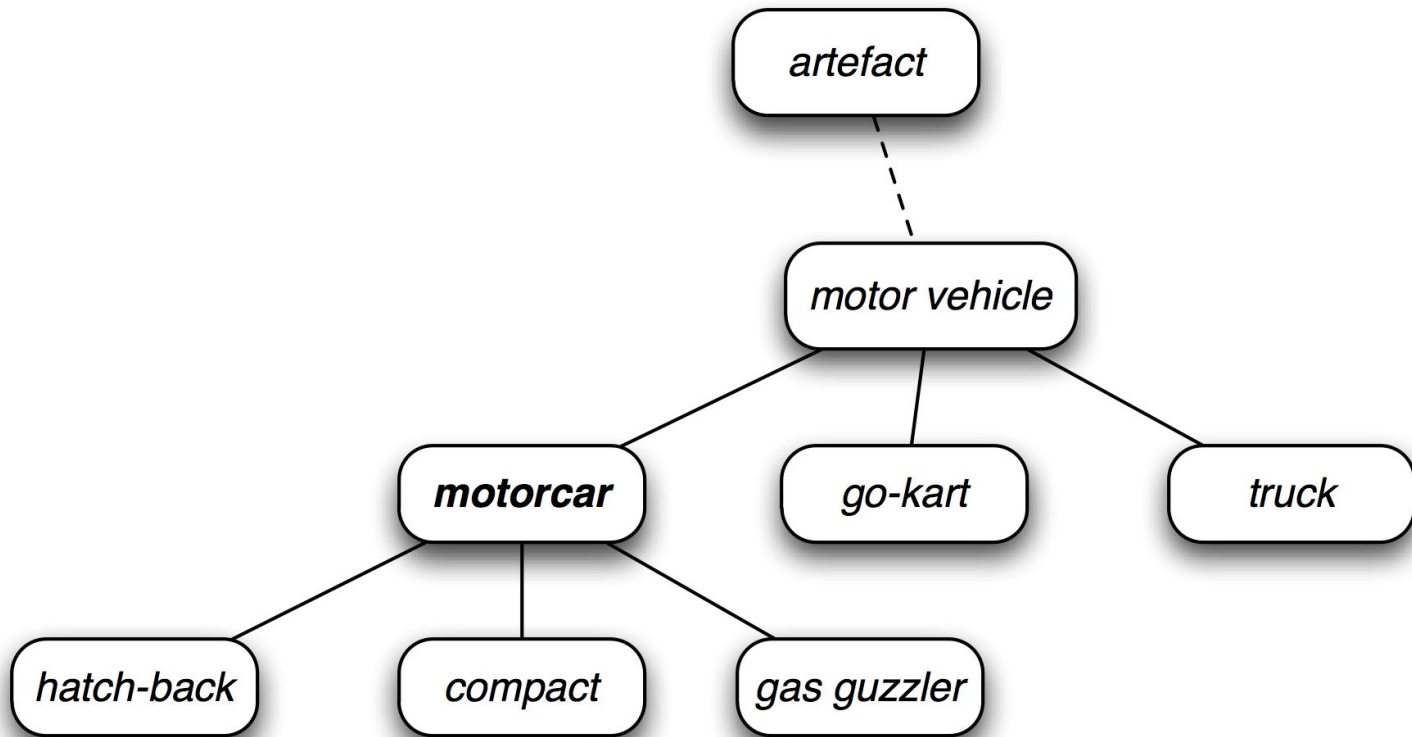 artefact
motor vehicle
motorcar
go-kart
truck
hatch-back
compact
gas guzzler